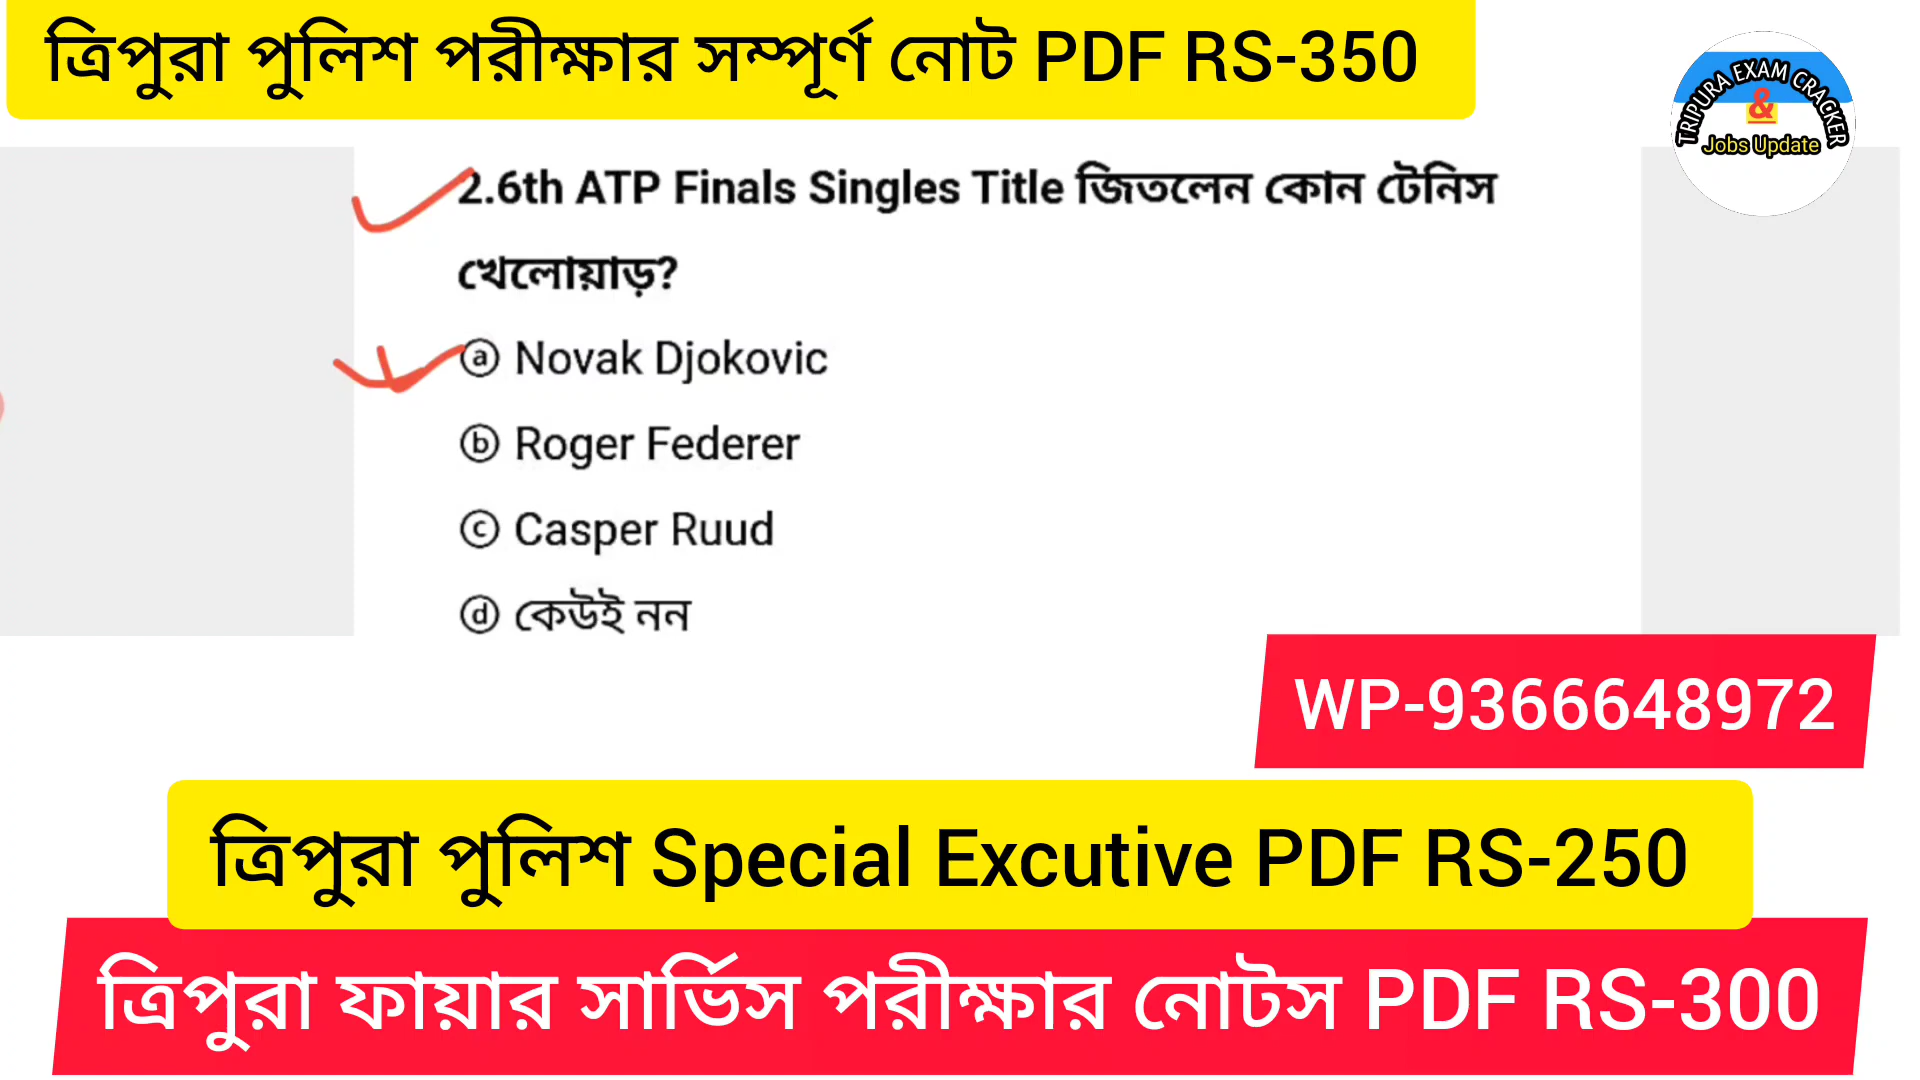 ত্রিপুরা পুলিশ পরীক্ষার সম্পূর্ণ নোট PDF RS-350
TRIPURA EXAM CRACKER
&
Jobs Update
2.6th ATP Finals Singles Title জিতলেন কোন টেনিস
খেলোয়াড়?
ⓐ Novak Djokovic
ⓑ Roger Federer
ⓒ Casper Ruud
ⓓ কেউই নন
WP-9366648972
ত্রিপুরা পুলিশ Special Excutive PDF RS-250
ত্রিপুরা ফায়ার সার্ভিস পরীক্ষার নোটস PDF RS-300